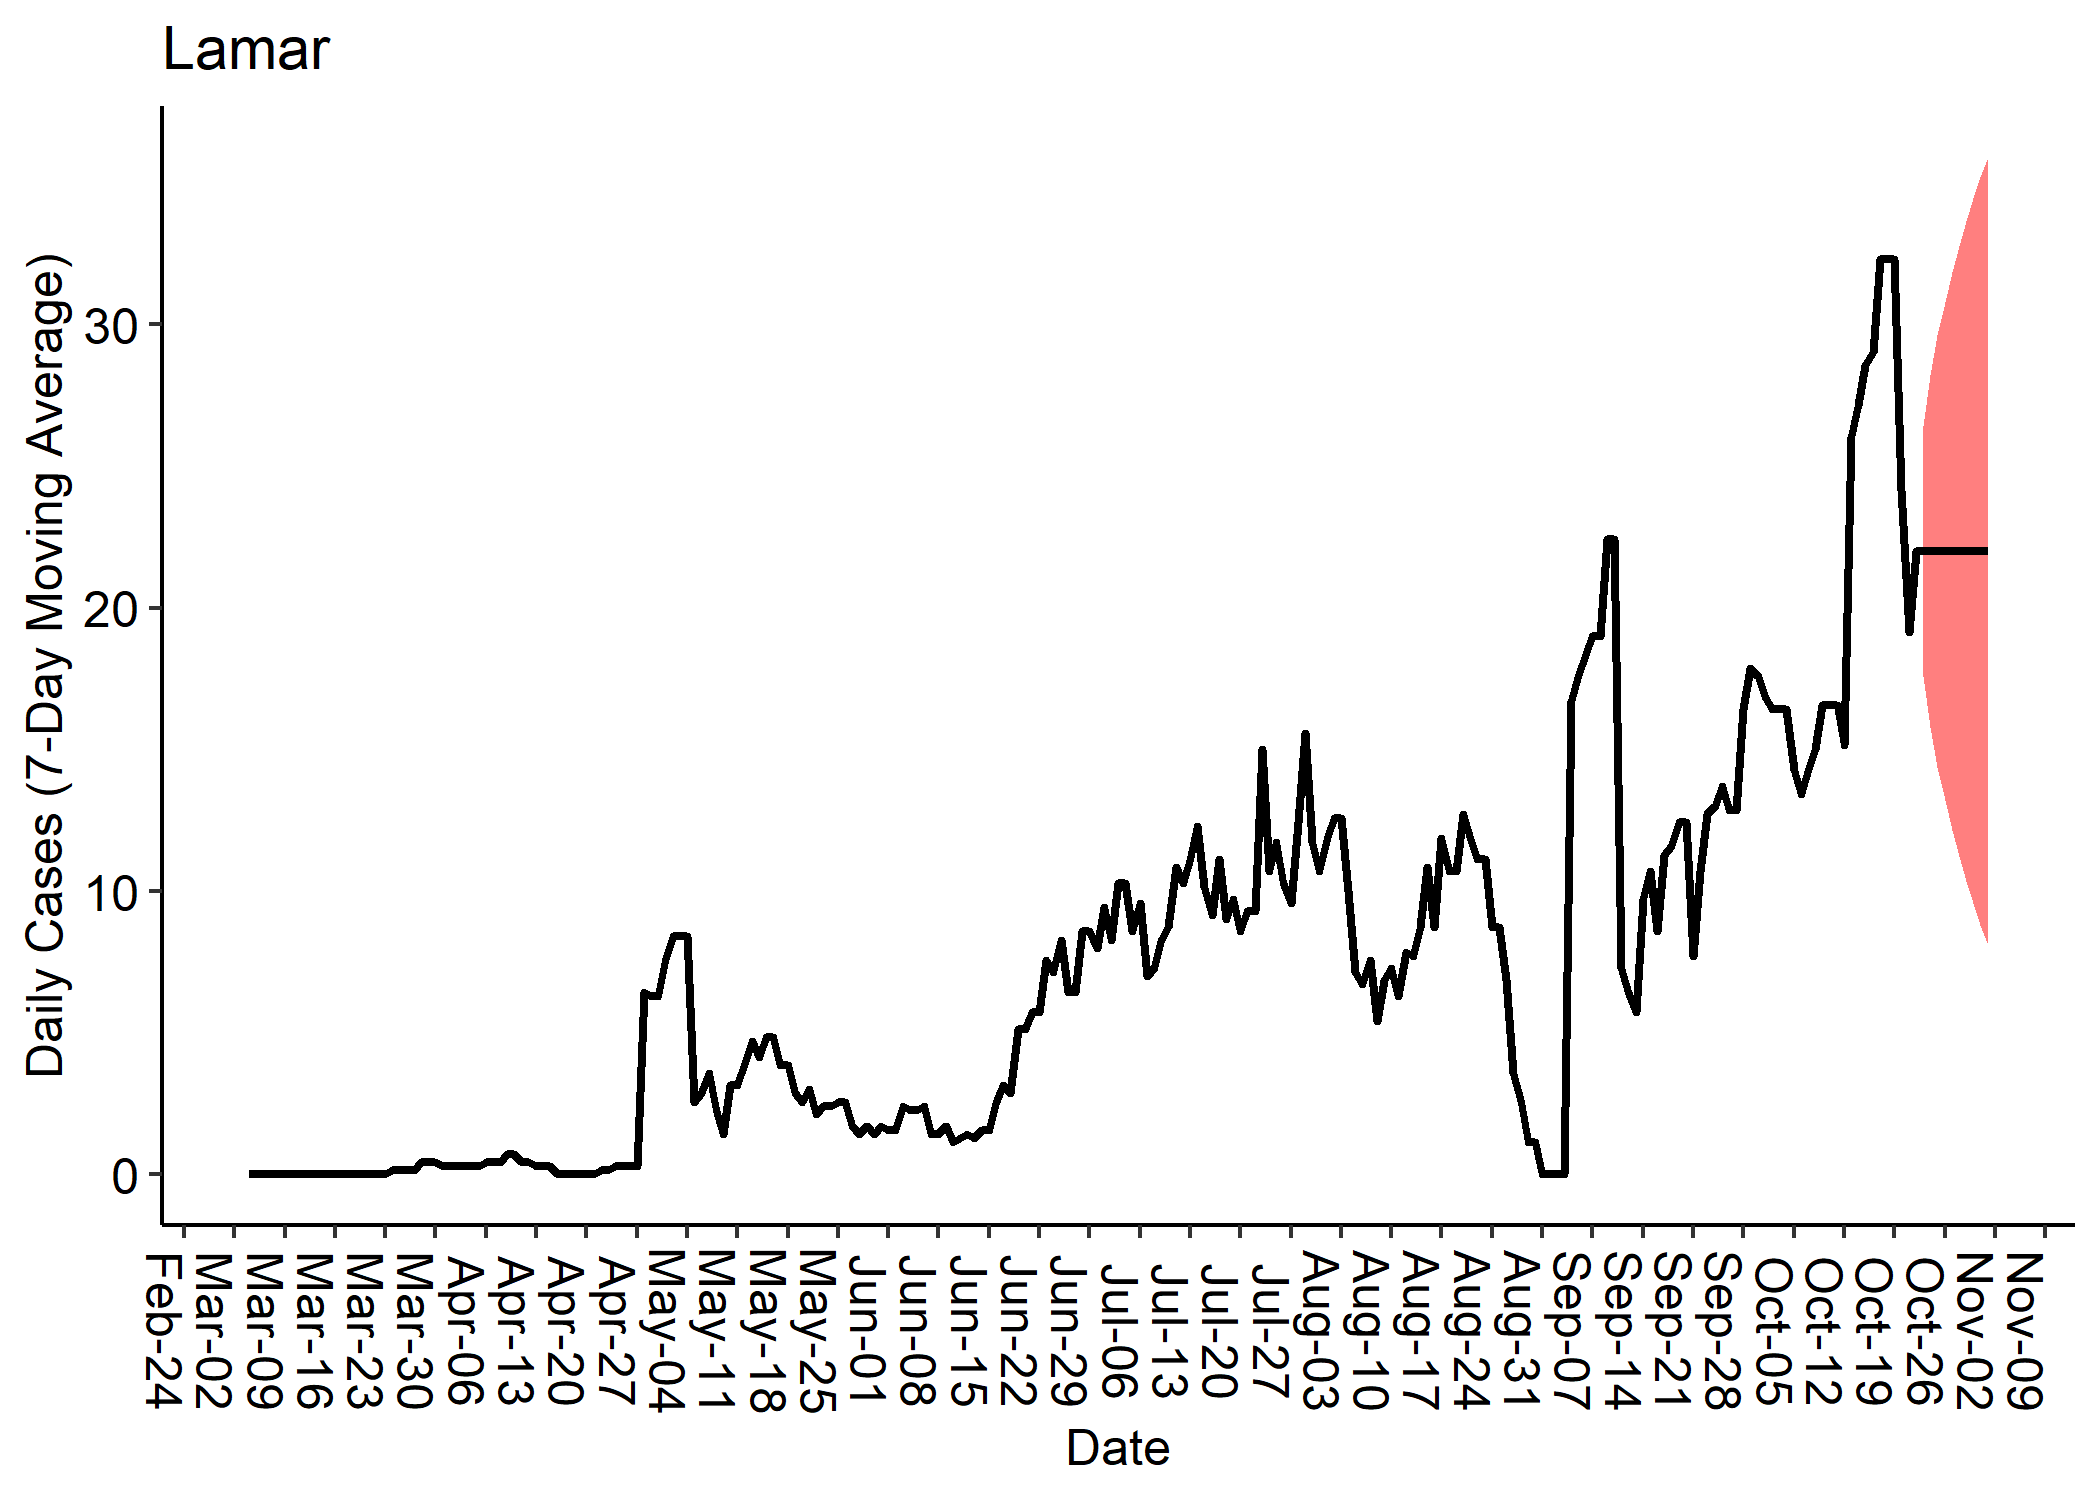 Lamar
Daily Cases (7-Day Moving Average)
30
20
10
0
Feb-24
Mar-02
Mar-09
Mar-16
Mar-23
Mar-30
Apr-06
Apr-13
Apr-20
Apr-27
May-04
May-11
May-18
May-25
Jun-01
Jun-08
Jun-15
Jun-22
Jun-29
Jul-06
Jul-13
Jul-20
Jul-27
Aug-03
Aug-10
Aug-17
Aug-24
Aug-31
Sep-07
Sep-14
Sep-21
Sep-28
Oct-05
Oct-12
Oct-19
Oct-26
Nov-02
Nov-09
Date